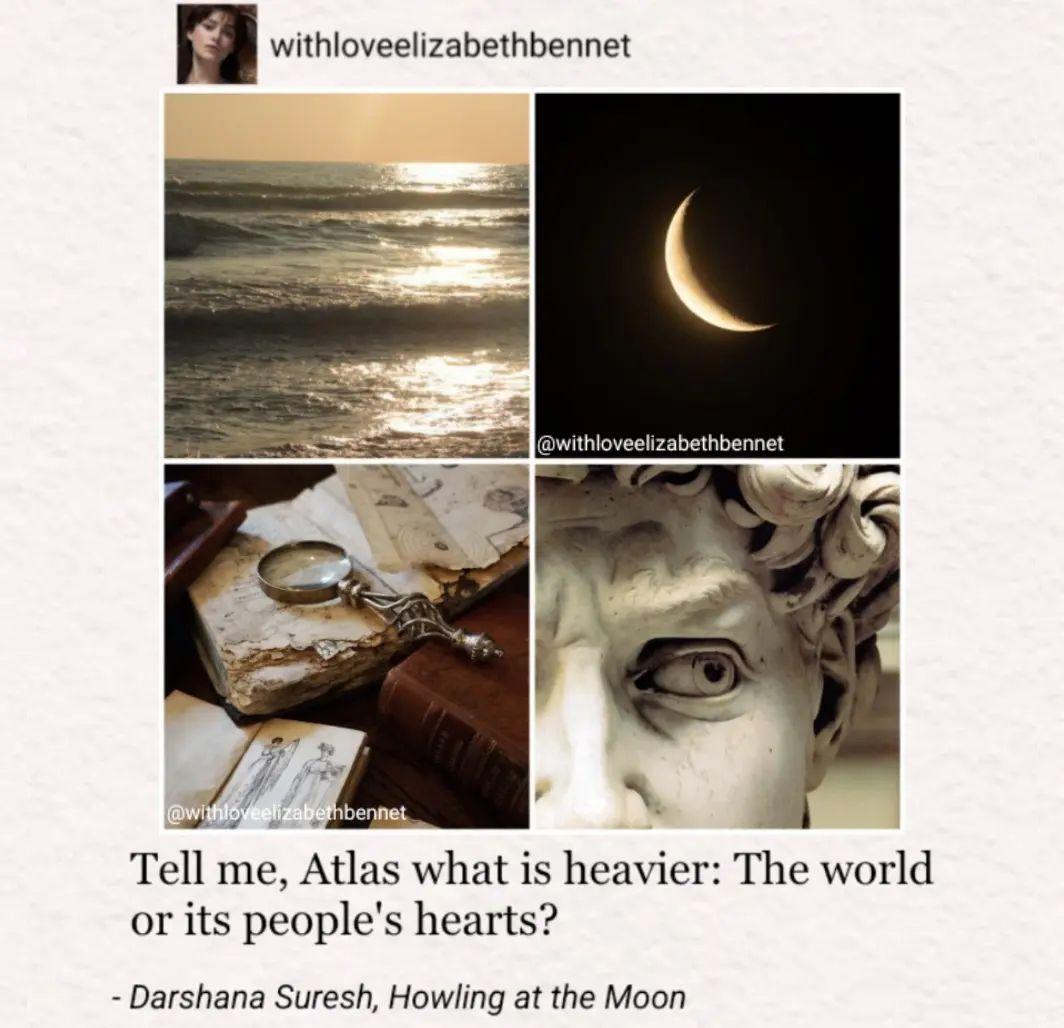 withloveelizabethbennet
@withloveelizabethbennet
@withloveelizabethbennet
Tell me, Atlas what is heavier: The world
or its people's hearts?
- Darshana Suresh, Howling at the Moon